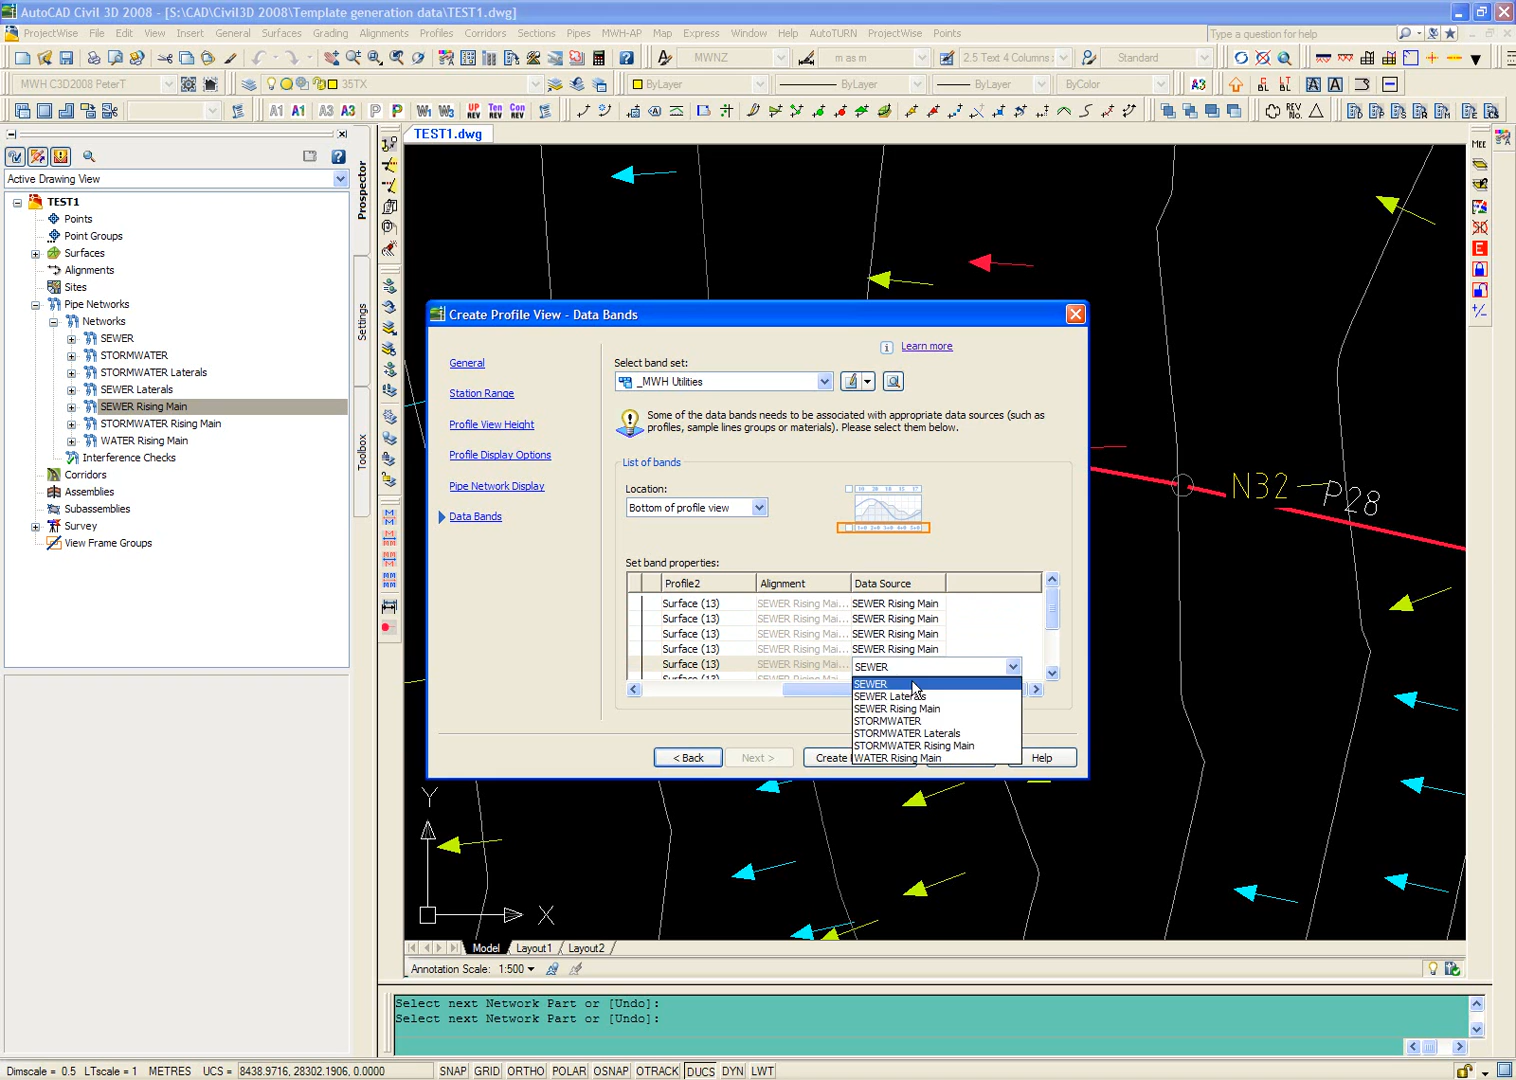 AutoCAD Civil 3D 2008 - [S:\CAD\Civil3D 2008\Template generation data\TEST1.dwg]
ProjectWise File Edit View Insert General Surfaces Grading Alignments Profiles Corridors Sections Pipes MWH-AP Map Express Window Help AutoTURN ProjectWise Points
Type a question for help
MWNZ m as m 2.5 Text 4 Columns: Standard
MWH C3D2008 PeterT 35TX ByLayer ByLayer ByLayer ByColor A3
A1 A1 A3 A3 P P UP REV Ten REV Con REV REV No.
TEST1.dwg
Active Drawing View
Prospector
Settings
Toolbox
TEST1
Points
Point Groups
Surfaces
Alignments
Sites
Pipe Networks
Networks
SEWER
STORMWATER
STORMWATER Laterals
SEWER Laterals
SEWER Rising Main
STORMWATER Rising Main
WATER Rising Main
Interference Checks
Corridors
Assemblies
Subassemblies
Survey
View Frame Groups
Create Profile View - Data Bands
General
Station Range
Profile View Height
Profile Display Options
Pipe Network Display
Data Bands
Learn more
Select band set:
_MWH Utilities
Some of the data bands needs to be associated with appropriate data sources (such as
profiles, sample lines groups or materials). Please select them below.
List of bands
Location:
Bottom of profile view
Set band properties:
Profile2 Alignment Data Source
Surface (13) SEWER Rising Mai... SEWER Rising Main
Surface (13) SEWER Rising Mai... SEWER Rising Main
Surface (13) SEWER Rising Mai... SEWER Rising Main
Surface (13) SEWER Rising Mai... SEWER Rising Main
Surface (13) SEWER Rising Mai... SEWER
SEWER
SEWER Laterals
SEWER Rising Main
STORMWATER
STORMWATER Laterals
STORMWATER Rising Main
WATER Rising Main
< Back Next > Create Help
N32 P28
Y
X
Model Layout1 Layout2
Annotation Scale: 1:500
Select next Network Part or [Undo]:
Select next Network Part or [Undo]:
Dimscale = 0.5 LTscale = 1 METRES UCS = 8438.9716, 28302.1906, 0.0000 SNAP GRID ORTHO POLAR OSNAP OTRACK DUCS DYN LWT